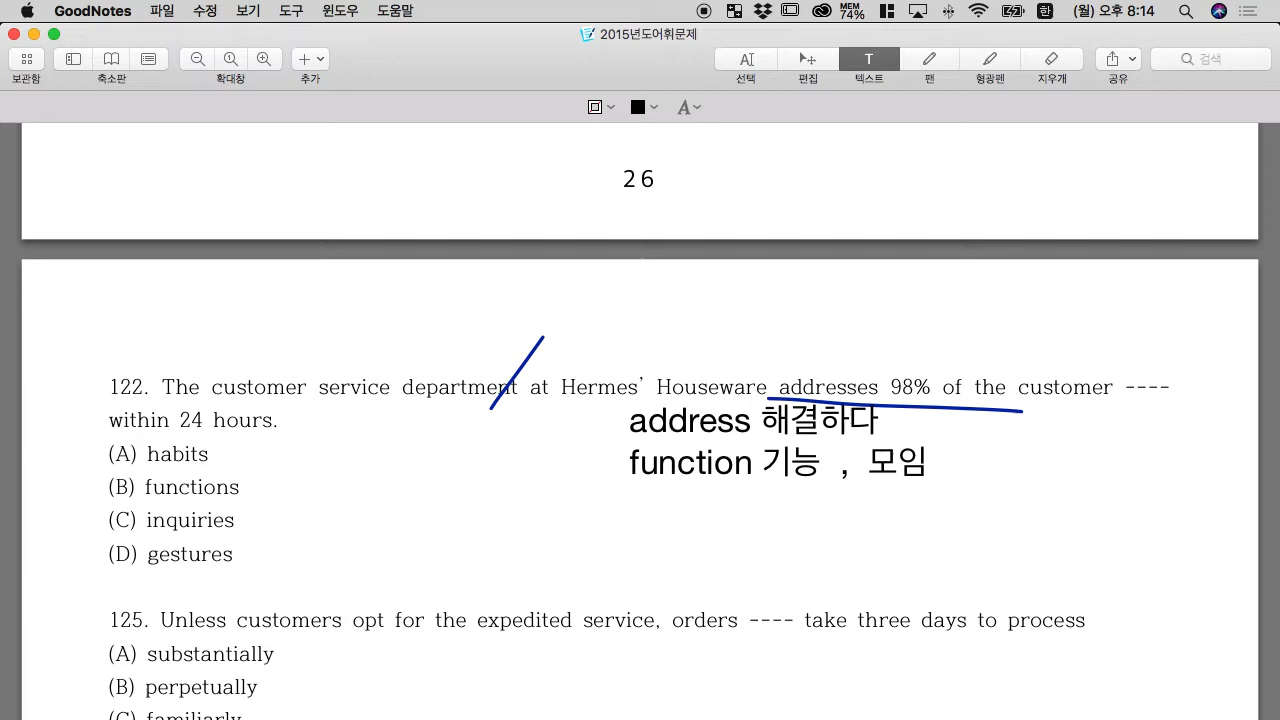 GoodNotes 파일 수정 보기 도구 윈도우 도움말 MEM 74% 한 (월) 오후 8:14
2015년도어휘문제
보관함 축소판 확대창 추가 선택 편집 텍스트 펜 형광펜 지우개 공유 검색
26
122. The customer service department at Hermes' Houseware addresses 98% of the customer ----
within 24 hours.
address 해결하다
(A) habits
function 기능 , 모임
(B) functions
(C) inquiries
(D) gestures
125. Unless customers opt for the expedited service, orders ---- take three days to process
(A) substantially
(B) perpetually
(C) familiarly